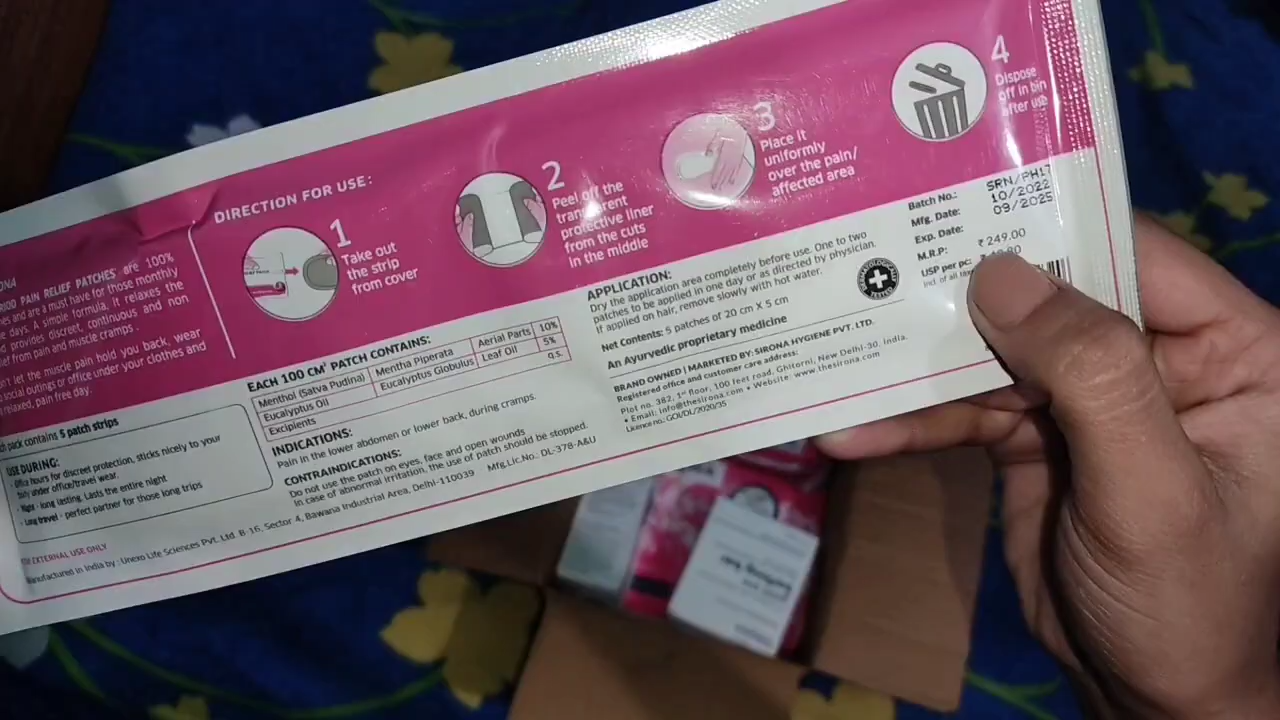 DIRECTION FOR USE:
1
Take out
the strip
from cover
2
Peel off the
transparent
protective liner
from the cuts
in the middle
3
Place it
uniformly
over the pain/
affected area
4
Dispose
off in bin
after use
PAIN RELIEF PATCHES are 100%
and are a must have for those monthly
days. A simple formula, it relaxes the
provides discreet, continuous and non
from pain and muscle cramps.
let the muscle pain hold you back, wear
social outings or office under your clothes and
relaxed, pain free day.
pack contains 5 patch strips
USE DURING:
- Office hours for discreet protection, sticks nicely to your
body under office/travel wear.
- Night - long lasting. Lasts the entire night
- Long travel - perfect partner for those long trips
EXTERNAL USE ONLY
Manufactured in India by : Unexo Life Sciences Pvt. Ltd. B-16, Sector 4, Bawana Industrial Area, Delhi-110039 Mfg.Lic.No.: DL-378-A&U
EACH 100 CM² PATCH CONTAINS:
Menthol (Satva Pudina) Mentha Piperata Aerial Parts 10%
Eucalyptus Oil Eucalyptus Globulus Leaf Oil 5%
Excipients q.s.
INDICATIONS:
Pain in the lower abdomen or lower back, during cramps.
CONTRAINDICATIONS:
Do not use the patch on eyes, face and open wounds
In case of abnormal irritation, the use of patch should be stopped.
APPLICATION:
Dry the application area completely before use. One to two
patches to be applied in one day or as directed by physician.
If applied on hair, remove slowly with hot water.
Net Contents: 5 patches of 20 cm X 5 cm
An Ayurvedic proprietary medicine
BRAND OWNED | MARKETED BY: SIRONA HYGIENE PVT. LTD.
Registered office and customer care address:
Plot no. 382, 1st floor, 100 feet road, Ghitorni, New Delhi-30. India.
• Email: info@thesirona.com • Website: www.thesirona.com
Licence no: GOI/DL/2020/35
DERMATOLOGICALLY
TESTED
Batch No.: SRN/PH17
Mfg. Date: 10/2022
Exp. Date: 09/2025
M.R.P: ₹ 249.00
USP per pc:
Incl. of all